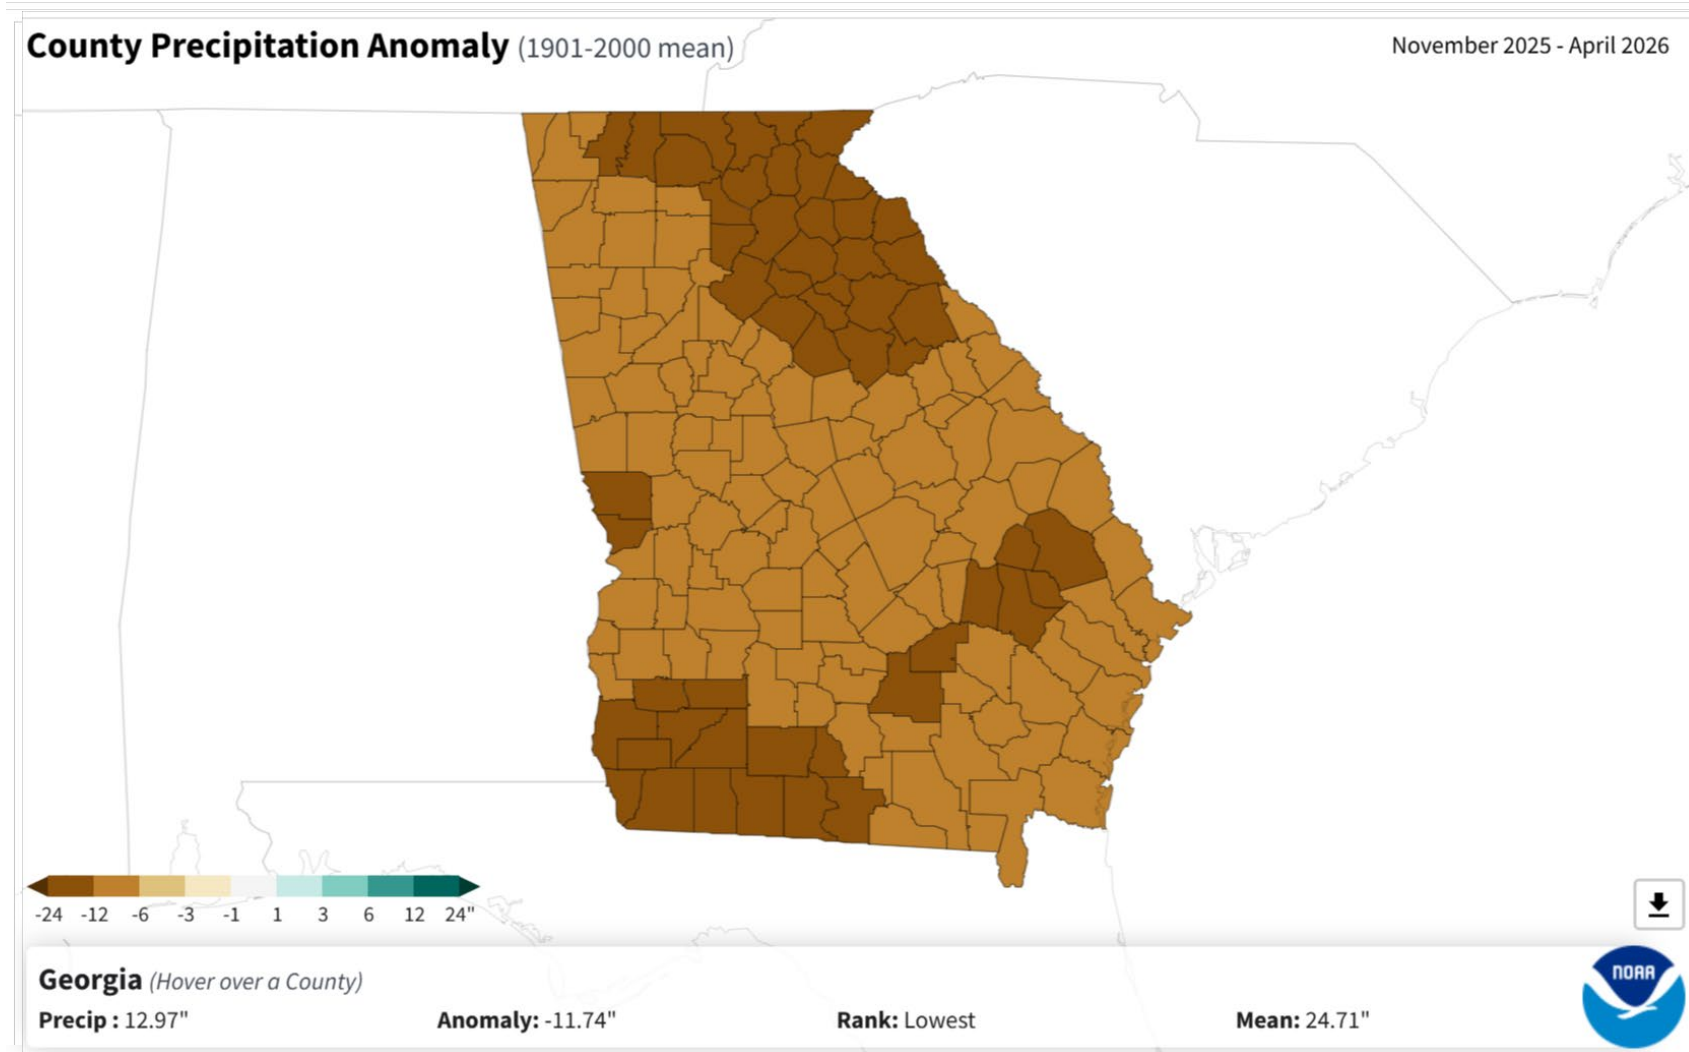 County Precipitation Anomaly (1901-2000 mean)
November 2025 - April 2026
-24 -12 -6 -3 -1 1 3 6 12 24"
Georgia (Hover over a County)
Precip : 12.97" Anomaly: -11.74" Rank: Lowest Mean: 24.71"
NOAA